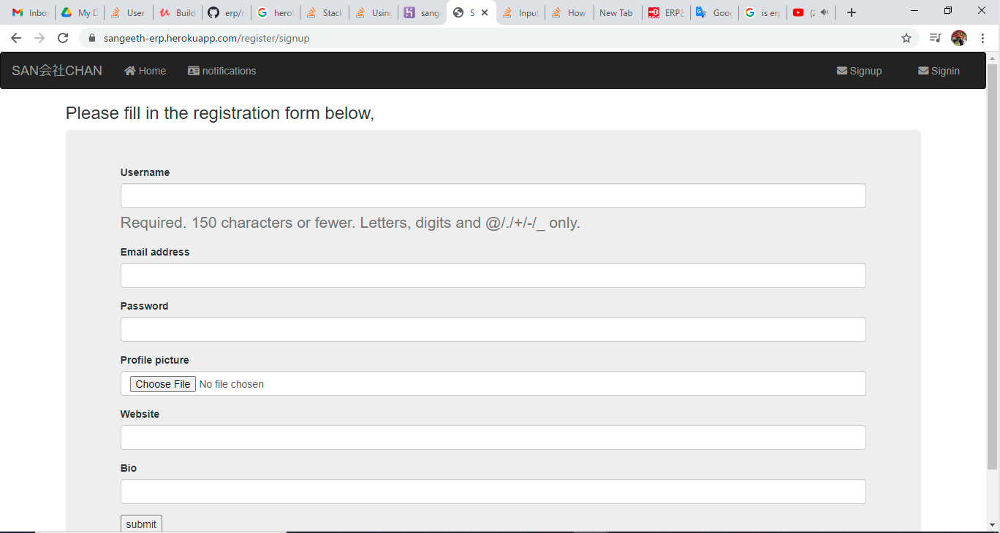 Inbo
My D
User
Build
erp/r
hero
Stack
Using
sang
S
Input
How
New Tab
ERP
Goo
is erp
(2
sangeeth-erp.herokuapp.com/register/signup
SAN会社CHAN Home notifications Signup Signin
Please fill in the registration form below,
Username
Required. 150 characters or fewer. Letters, digits and @/./+/-/_ only.
Email address
Password
Profile picture
Choose File No file chosen
Website
Bio
submit